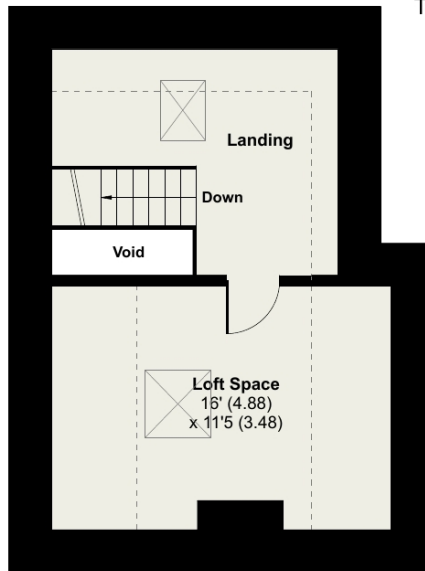 T
Landing
Down
Void
Loft Space
16' (4.88)
x 11'5 (3.48)